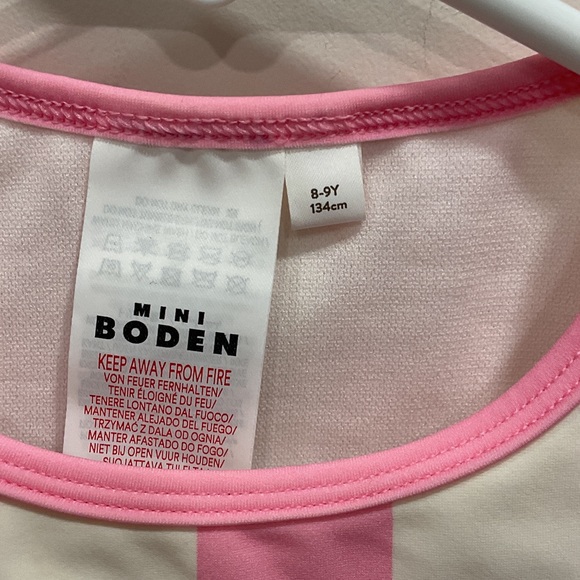 8-9Y
134cm
MINI
BODEN
KEEP AWAY FROM FIRE
VON FEUER FERNHALTEN/
TENIR ÉLOIGNÉ DU FEU/
TENERE LONTANO DAL FUOCO/
MANTENER ALEJADO DEL FUEGO/
TRZYMAĆ Z DALA OD OGNIA/
MANTER AFASTADO DO FOGO/
NIET BIJ OPEN VUUR HOUDEN/
SUOJATTAVA